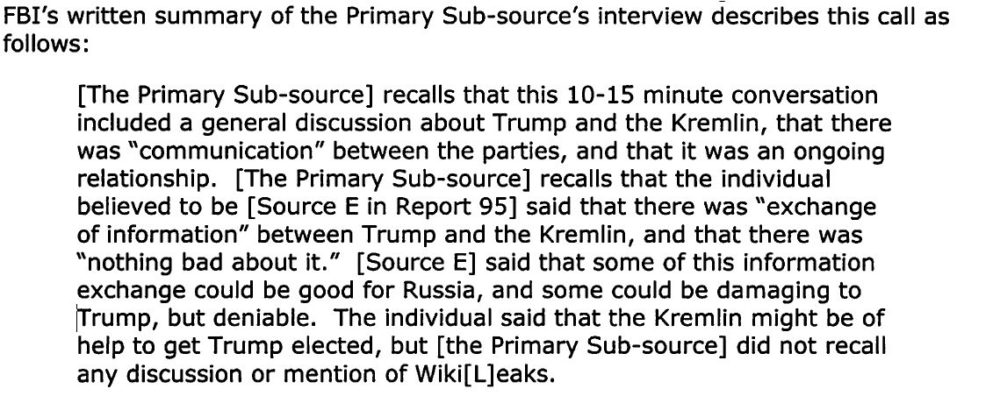 FBI's written summary of the Primary Sub-source's interview describes this call as
follows:
[The Primary Sub-source] recalls that this 10-15 minute conversation
included a general discussion about Trump and the Kremlin, that there
was "communication" between the parties, and that it was an ongoing
relationship.  [The Primary Sub-source] recalls that the individual
believed to be [Source E in Report 95] said that there was "exchange
of information" between Trump and the Kremlin, and that there was
"nothing bad about it."  [Source E] said that some of this information
exchange could be good for Russia, and some could be damaging to
Trump, but deniable.  The individual said that the Kremlin might be of
help to get Trump elected, but [the Primary Sub-source] did not recall
any discussion or mention of Wiki[L]eaks.